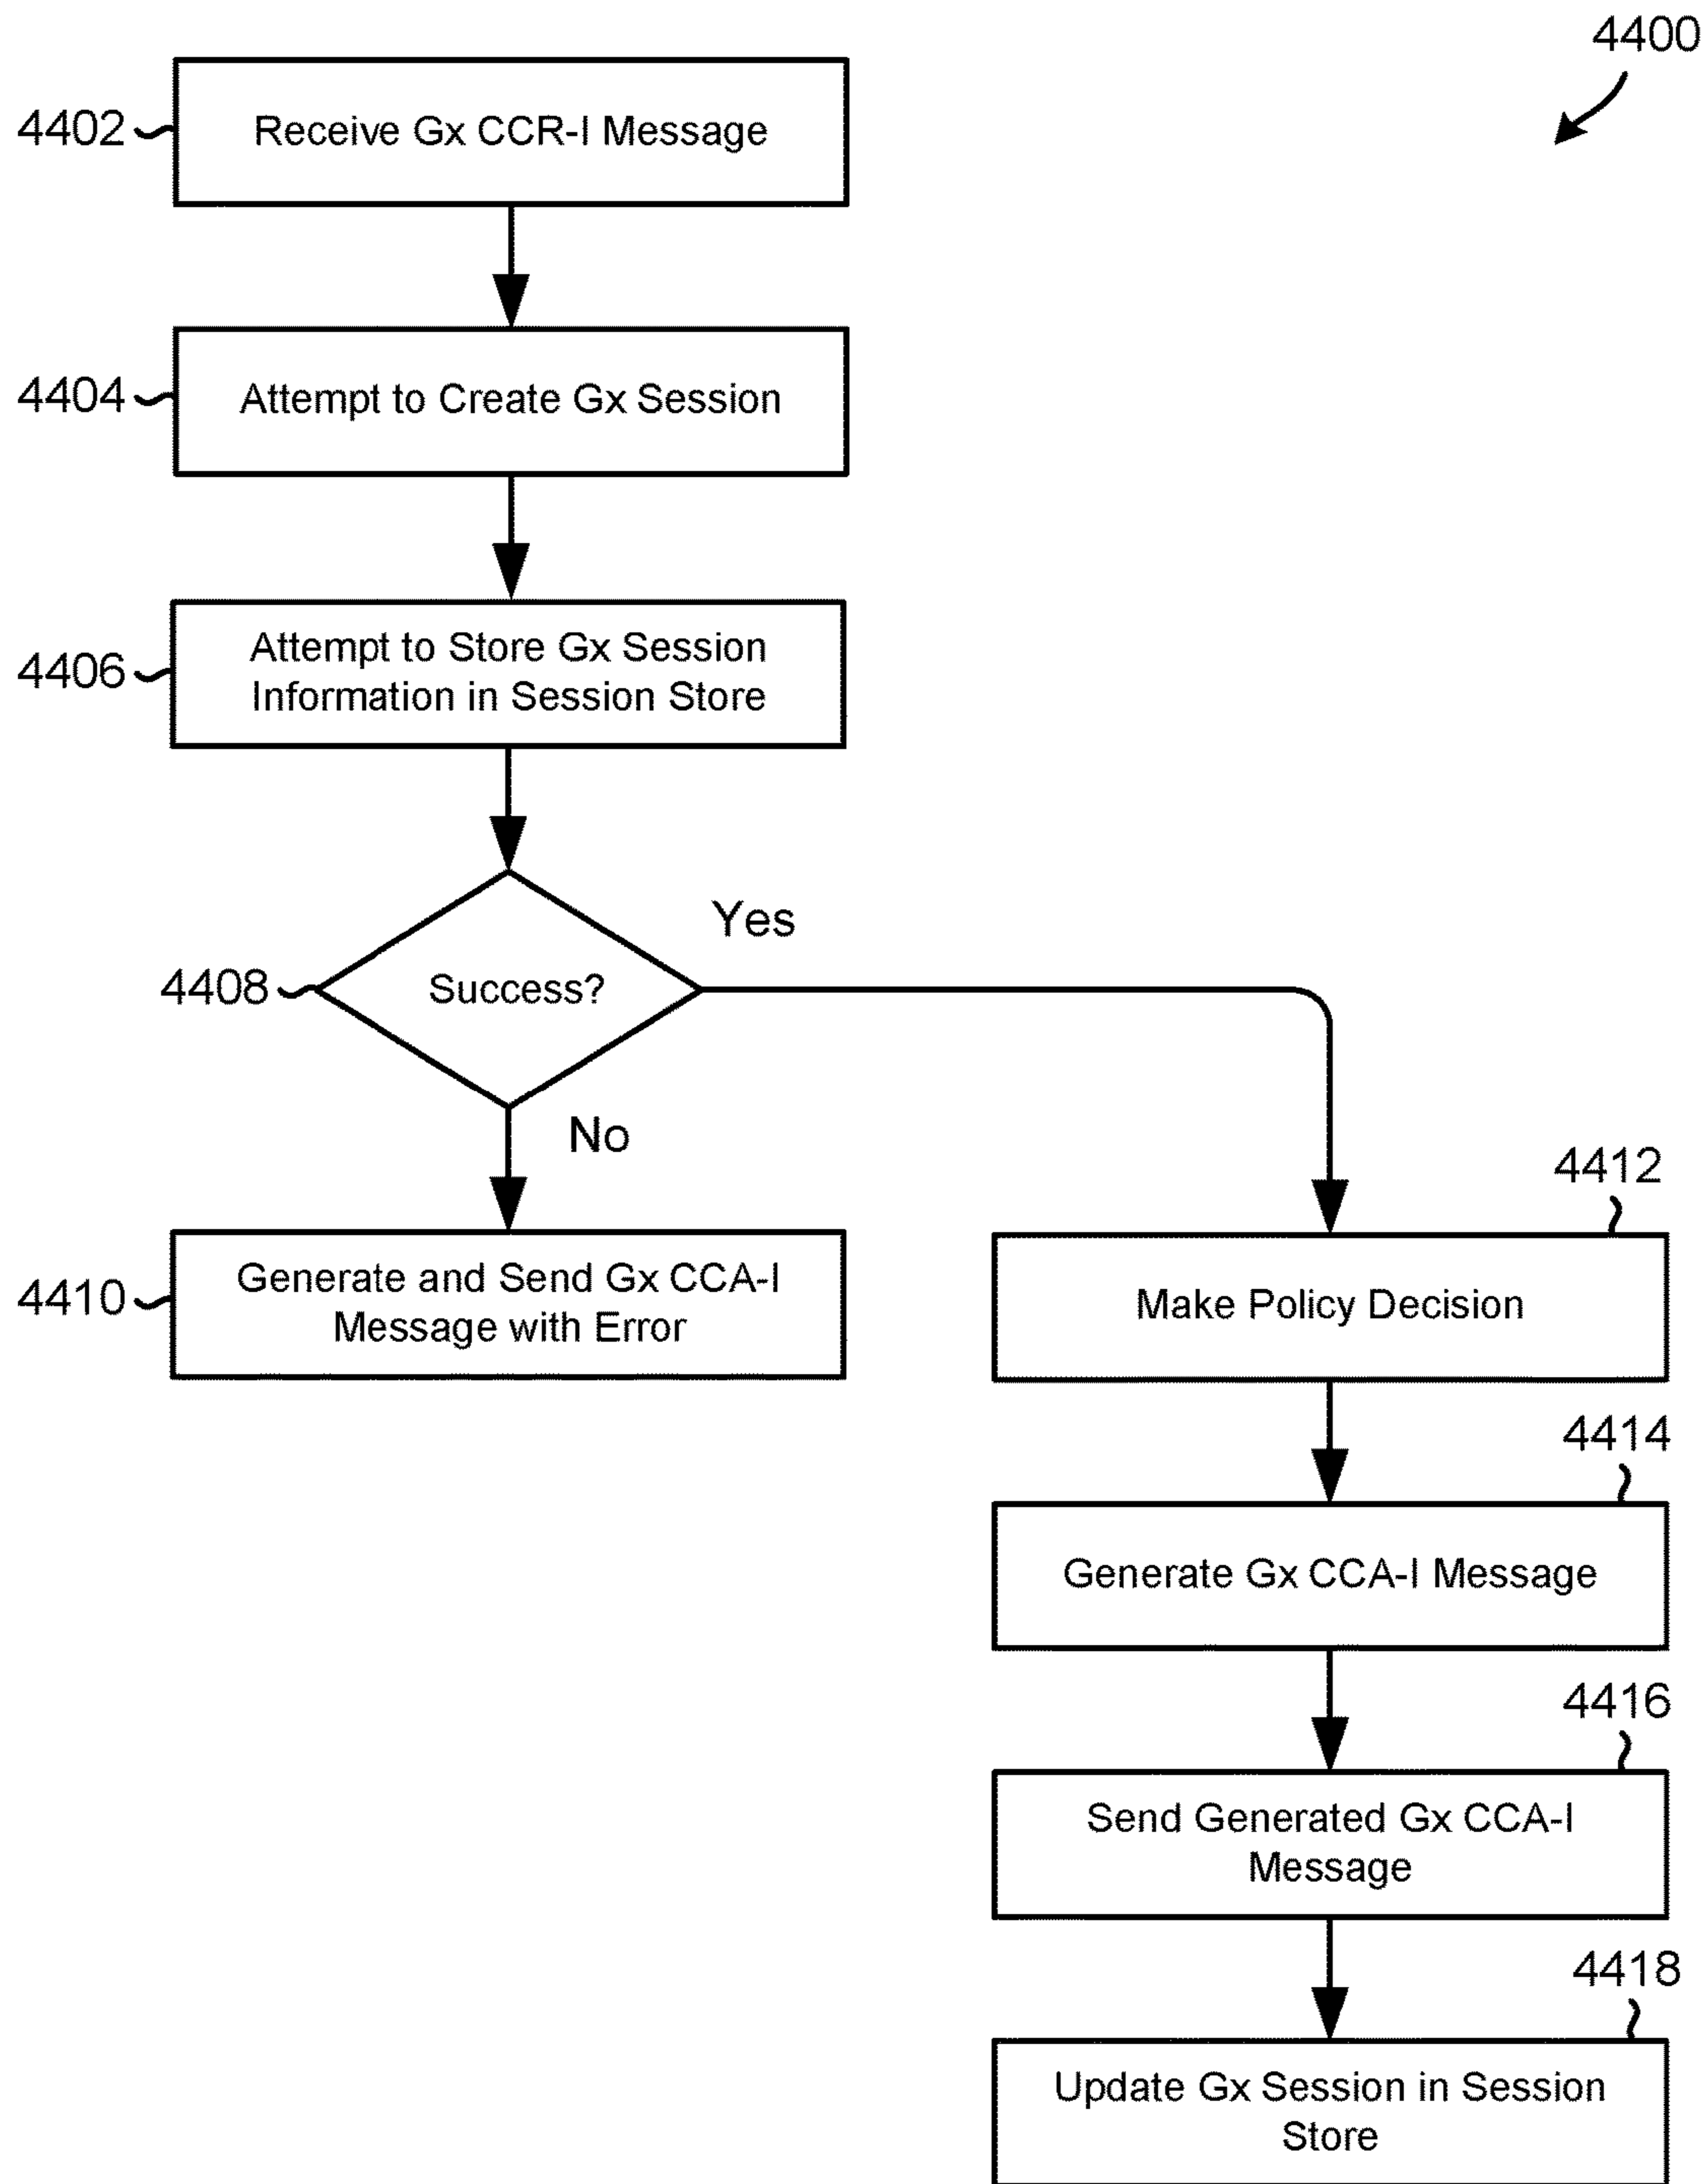 4400
4402
Receive Gx CCR-I Message
4404
Attempt to Create Gx Session
4406
Attempt to Store Gx Session
Information in Session Store
Yes
4408
Success?
No
4410
Generate and Send Gx CCA-I
Message with Error
4412
Make Policy Decision
4414
Generate Gx CCA-I Message
4416
Send Generated Gx CCA-I
Message
4418
Update Gx Session in Session
Store